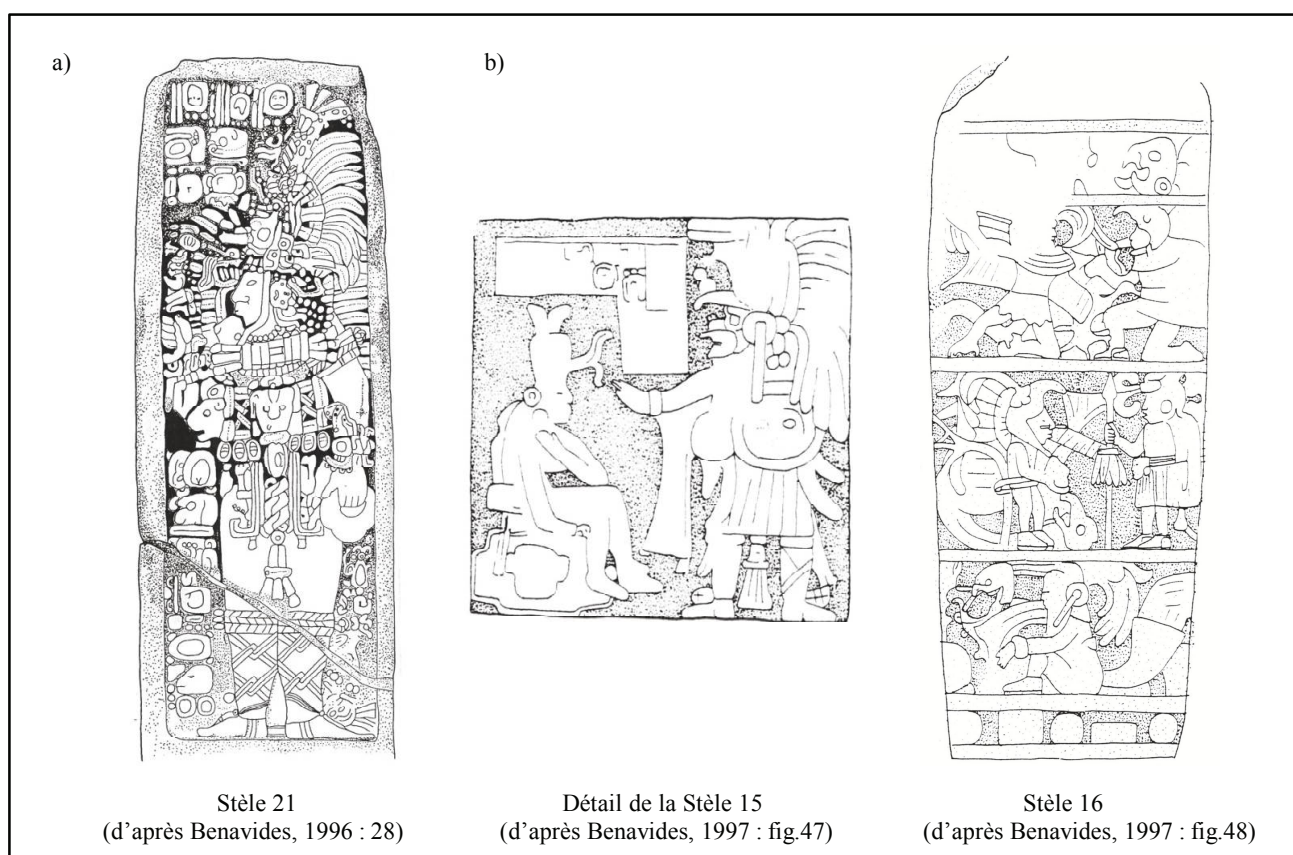 a)
b)
Stèle 21
(d’après Benavides, 1996 : 28)
Détail de la Stèle 15
(d’après Benavides, 1997 : fig.47)
Stèle 16
(d’après Benavides, 1997 : fig.48)